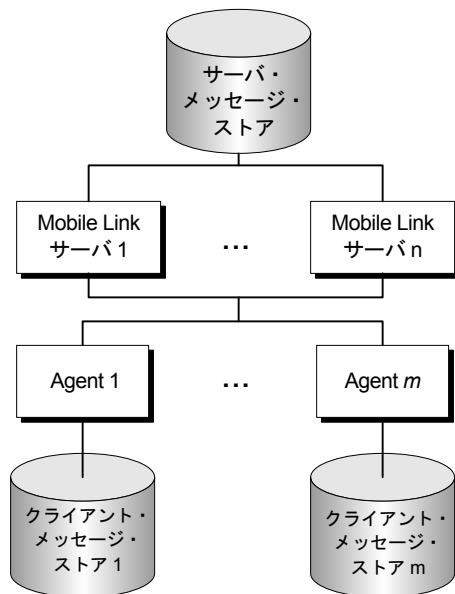 サーバ・
メッセージ・
ストア
Mobile Link
サーバ 1
...
Mobile Link
サーバ n
Agent 1
...
Agent m
クライアント・
メッセージ・
ストア 1
クライアント・
メッセージ・
ストア m